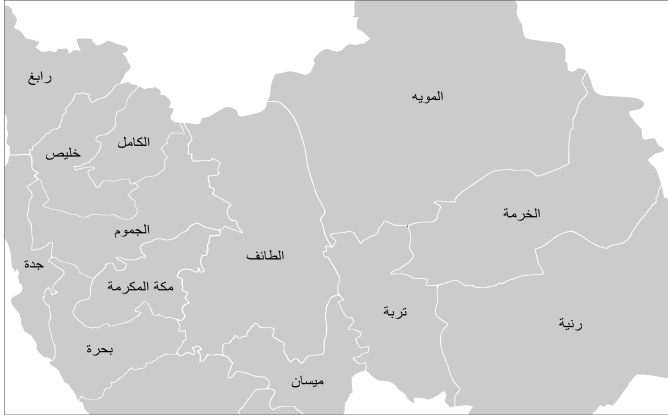 رابغ
المويه
الكامل
خليص
الخرمة
الجموم
الطائف
جدة
مكة المكرمة
تربة
رنية
بحرة
ميسان